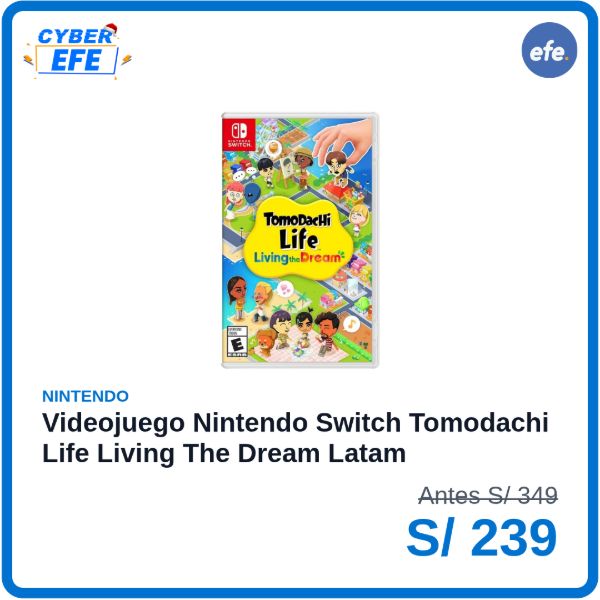 CYBER
EFE
efe.
NINTENDO
SWITCH
TOMODACHI
Life
Living the Dream
E
ESRB
NINTENDO
Videojuego Nintendo Switch Tomodachi
Life Living The Dream Latam
Antes S/ 349
S/ 239